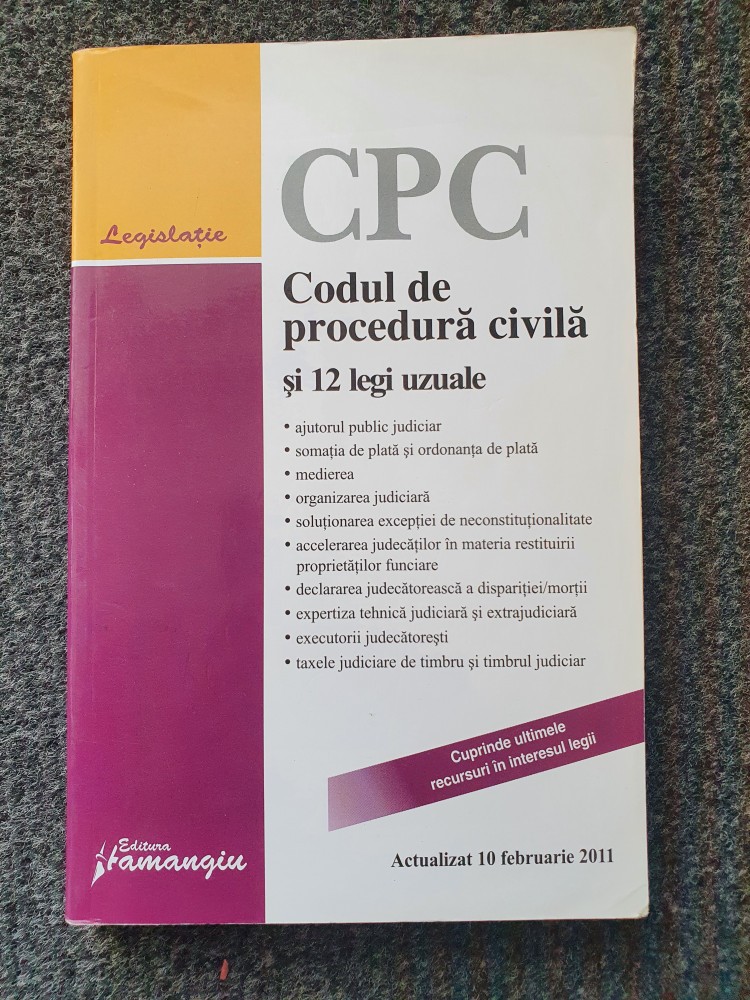 Legislație
CPC
Codul de
procedură civilă
și 12 legi uzuale
• ajutorul public judiciar
• somația de plată și ordonanța de plată
• medierea
• organizarea judiciară
• soluționarea excepției de neconstituționalitate
• accelerarea judecăților în materia restituirii
proprietăților funciare
• declararea judecătorească a dispariției/morții
• expertiza tehnică judiciară și extrajudiciară
• executorii judecătorești
• taxele judiciare de timbru și timbrul judiciar
Cuprinde ultimele
recursuri în interesul legii
Editura
Hamangiu
Actualizat 10 februarie 2011